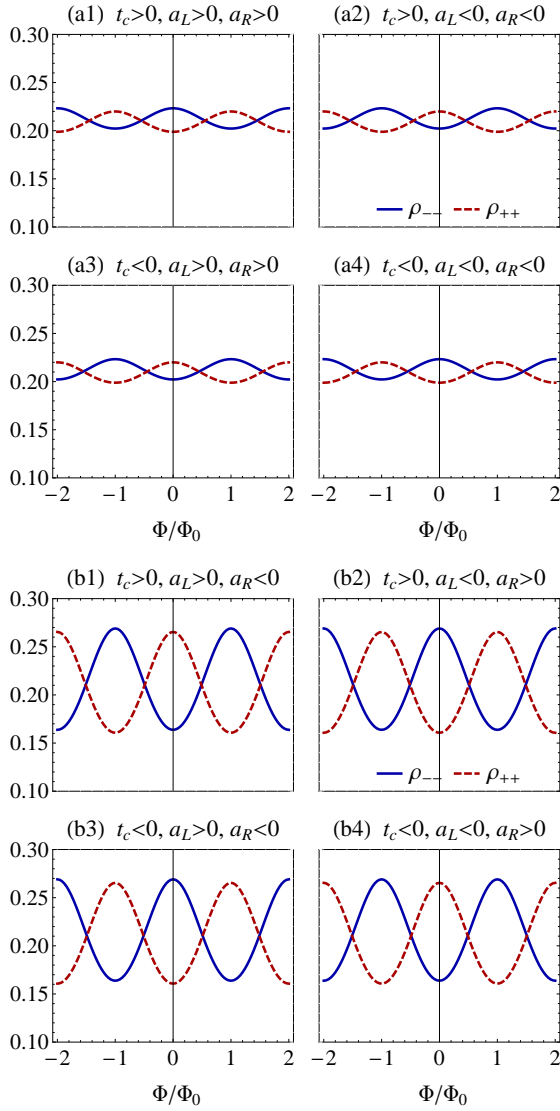 (a1) t_c>0, a_L>0, a_R>0
(a2) t_c>0, a_L<0, a_R<0
0.30
0.25
0.20
0.15
0.10
ρ_−− ρ_++
(a3) t_c<0, a_L>0, a_R>0
(a4) t_c<0, a_L<0, a_R<0
0.30
0.25
0.20
0.15
0.10
−2 −1 0 1 2
−2 −1 0 1 2
Φ/Φ_0
Φ/Φ_0
(b1) t_c>0, a_L>0, a_R<0
(b2) t_c>0, a_L<0, a_R>0
0.30
0.25
0.20
0.15
0.10
ρ_−− ρ_++
(b3) t_c<0, a_L>0, a_R<0
(b4) t_c<0, a_L<0, a_R>0
0.30
0.25
0.20
0.15
0.10
−2 −1 0 1 2
−2 −1 0 1 2
Φ/Φ_0
Φ/Φ_0